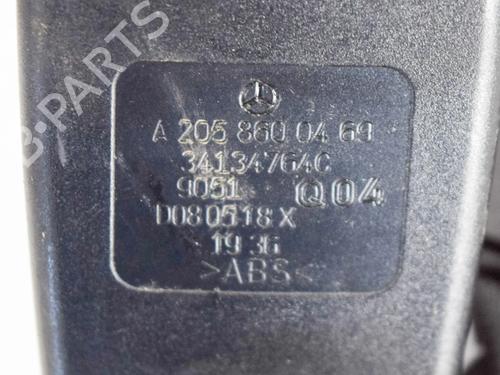 B-PARTS
A 205 860 04 69
34134764C
9051 Q04
D080518X
1936
>ABS<